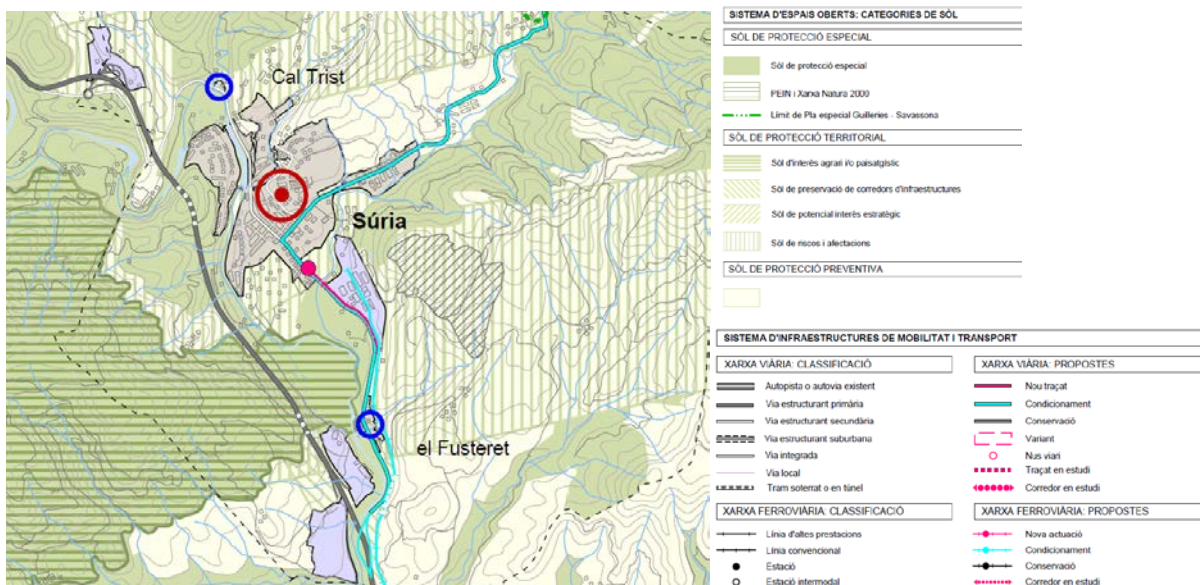 Cal Trist
Súria
el Fusteret
SISTEMA D'ESPAIS OBERTS: CATEGORIES DE SÒL
SÒL DE PROTECCIÓ ESPECIAL
Sòl de protecció especial
PEIN i Xarxa Natura 2000
Límit de Pla especial Guilleries - Savassona
SÒL DE PROTECCIÓ TERRITORIAL
Sòl d'interès agrari i/o paisatgístic
Sòl de preservació de corredors d'infraestructures
Sòl de potencial interès estratègic
Sòl de riscos i afectacions
SÒL DE PROTECCIÓ PREVENTIVA
SISTEMA D'INFRAESTRUCTURES DE MOBILITAT I TRANSPORT
XARXA VIÀRIA: CLASSIFICACIÓ
Autopista o autovia existent
Via estructurant primària
Via estructurant secundària
Via estructurant suburbana
Via integrada
Via local
Tram soterrat o en túnel
XARXA VIÀRIA: PROPOSTES
Nou traçat
Condicionament
Conservació
Variant
Nus viari
Traçat en estudi
Corredor en estudi
XARXA FERROVIÀRIA: CLASSIFICACIÓ
Línia d'altes prestacions
Línia convencional
Estació
Estació intermodal
XARXA FERROVIÀRIA: PROPOSTES
Nova actuació
Condicionament
Conservació
Corredor en estudi